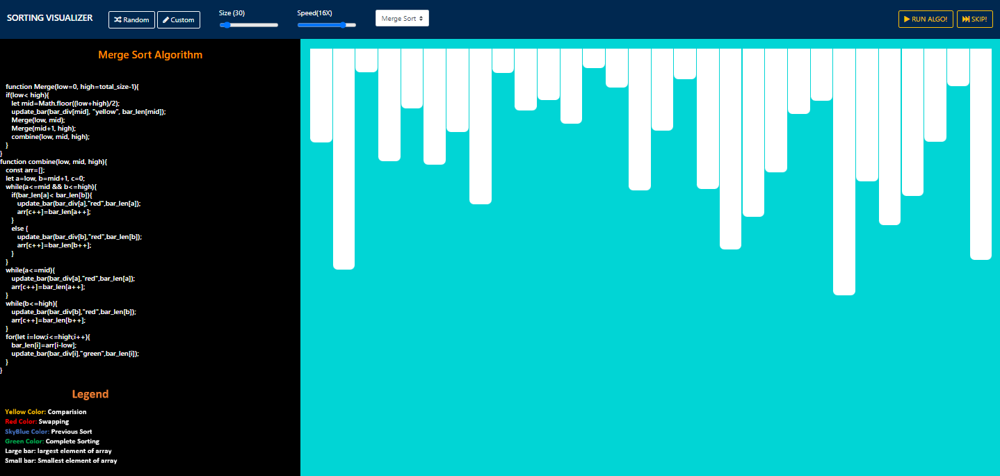 SORTING VISUALIZER
Random
Custom
Size (30)
Speed(16X)
Merge Sort
RUN ALGO!
SKIP!
Merge Sort Algorithm
function Merge(low=0, high=total_size-1){
if(low< high){
let mid=Math.floor((low+high)/2);
update_bar(bar_div[mid], "yellow", bar_len[mid]);
Merge(low, mid);
Merge(mid+1, high);
combine(low, mid, high);
}
}
function combine(low, mid, high){
const arr=[];
let a=low, b=mid+1, c=0;
while(a<=mid && b<=high){
if(bar_len[a]< bar_len[b]){
update_bar(bar_div[a],"red",bar_len[a]);
arr[c++]=bar_len[a++];
}
else {
update_bar(bar_div[b],"red",bar_len[b]);
arr[c++]=bar_len[b++];
}
}
while(a<=mid){
update_bar(bar_div[a],"red",bar_len[a]);
arr[c++]=bar_len[a++];
}
while(b<=high){
update_bar(bar_div[b],"red",bar_len[b]);
arr[c++]=bar_len[b++];
}
for(let i=low;i<=high;i++){
bar_len[i]=arr[i-low];
update_bar(bar_div[i],"green",bar_len[i]);
}
}
Legend
Yellow Color: Comparision
Red Color: Swapping
SkyBlue Color: Previous Sort
Green Color: Complete Sorting
Large bar: largest element of array
Small bar: Smallest element of array